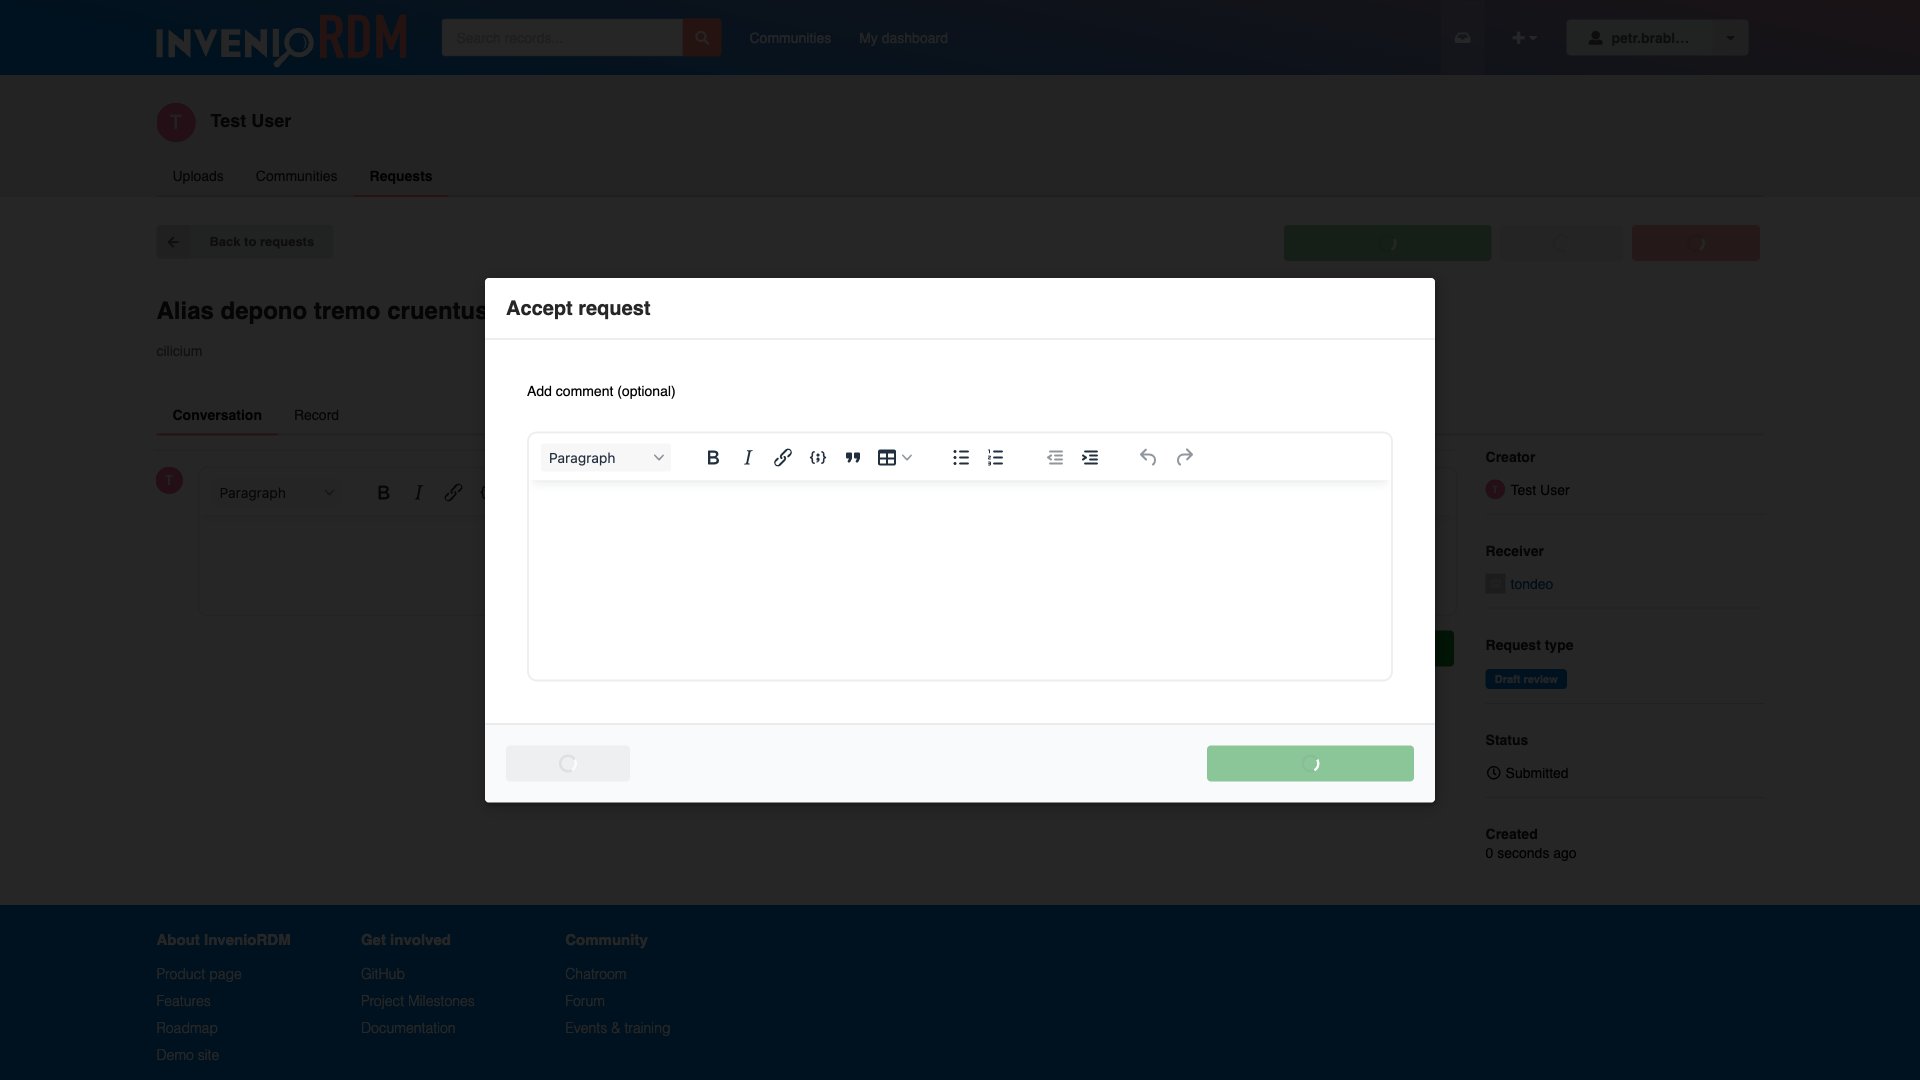 INVENIORDM
Search records...
Communities
My dashboard
petr.brabl...
T
Test User
Uploads
Communities
Requests
Back to requests
Alias depono tremo cruentus
cilicium
Conversation
Record
T
Paragraph
B
I
Accept request
Add comment (optional)
Paragraph
B
I
Creator
T
Test User
Receiver
tondeo
Request type
Draft review
Status
Submitted
Created
0 seconds ago
About InvenioRDM
Product page
Features
Roadmap
Demo site
Get involved
GitHub
Project Milestones
Documentation
Community
Chatroom
Forum
Events & training